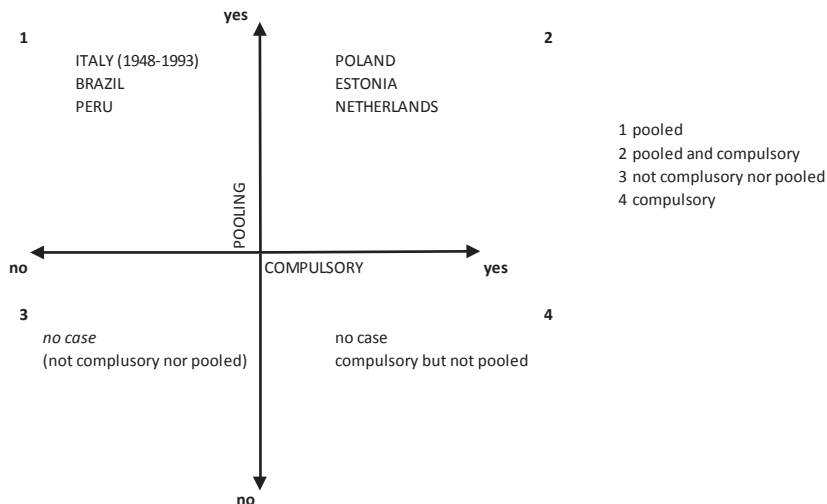 yes
1
2
ITALY (1948-1993)
BRAZIL
PERU
POLAND
ESTONIA
NETHERLANDS
1 pooled
2 pooled and compulsory
3 not complusory nor pooled
4 compulsory
POOLING
no
COMPULSORY
yes
3
4
no case
(not complusory nor pooled)
no case
compulsory but not pooled
no